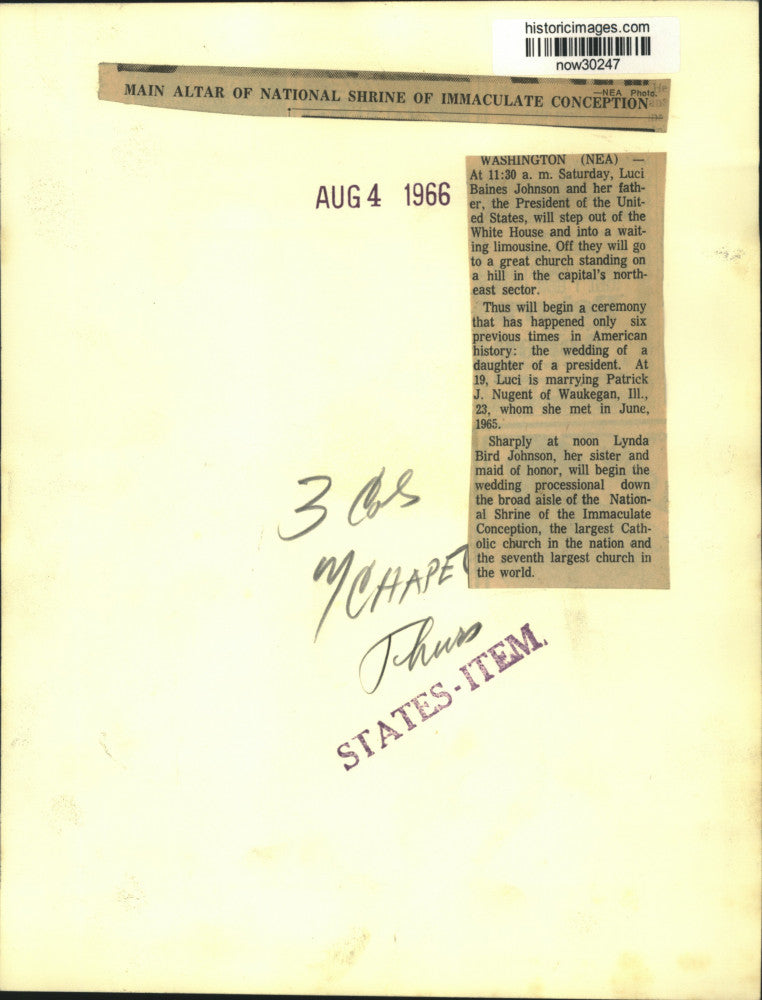 historicimages.com
now30247
—NEA Photo.
MAIN ALTAR OF NATIONAL SHRINE OF IMMACULATE CONCEPTION
AUG 4 1966
WASHINGTON (NEA) —
At 11:30 a. m. Saturday, Luci
Baines Johnson and her fath-
er, the President of the Unit-
ed States, will step out of the
White House and into a wait-
ing limousine. Off they will go
to a great church standing on
a hill in the capital's north-
east sector.
Thus will begin a ceremony
that has happened only six
previous times in American
history: the wedding of a
daughter of a president. At
19, Luci is marrying Patrick
J. Nugent of Waukegan, Ill.,
23, whom she met in June,
1965.
Sharply at noon Lynda
Bird Johnson, her sister and
maid of honor, will begin the
wedding processional down
the broad aisle of the Nation-
al Shrine of the Immaculate
Conception, the largest Cath-
olic church in the nation and
the seventh largest church in
the world.
3 Cols
CHAPEL
Thurs
STATES-ITEM.